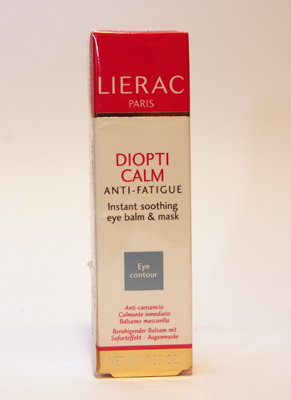 LIERAC
PARIS
DIOPTI
CALM
ANTI-FATIGUE
Instant soothing
eye balm & mask
Eye
contour
Anti-cansancio
Calmante inmediato
Bálsamo mascarilla
Beruhigender Balsam mit
Soforteffekt - Augenmaske